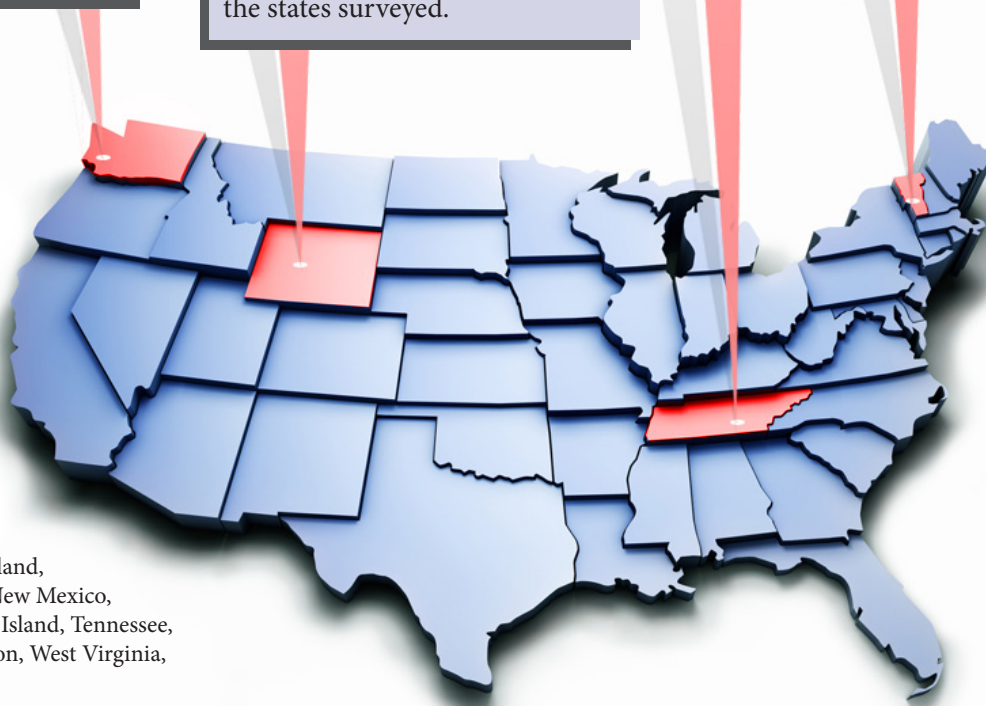 the states surveyed.
land,
New Mexico,
Island, Tennessee,
on, West Virginia,